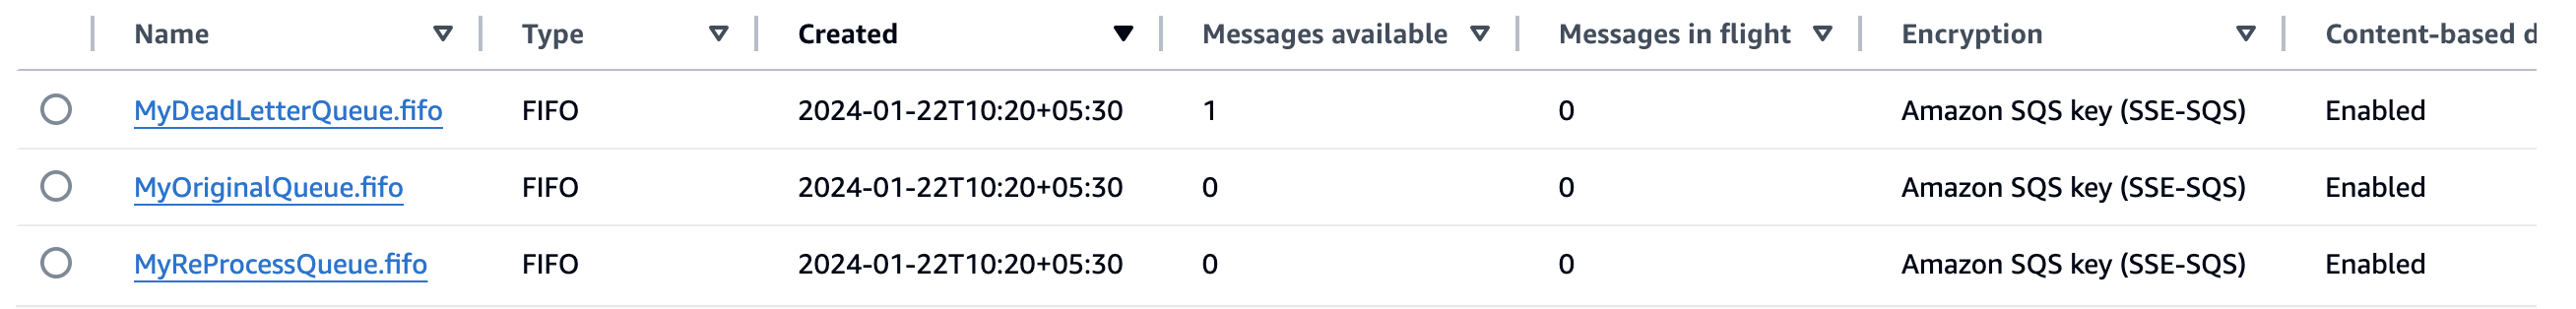 Name Type Created Messages available Messages in flight Encryption Content-based d
MyDeadLetterQueue.fifo FIFO 2024-01-22T10:20+05:30 1 0 Amazon SQS key (SSE-SQS) Enabled
MyOriginalQueue.fifo FIFO 2024-01-22T10:20+05:30 0 0 Amazon SQS key (SSE-SQS) Enabled
MyReProcessQueue.fifo FIFO 2024-01-22T10:20+05:30 0 0 Amazon SQS key (SSE-SQS) Enabled